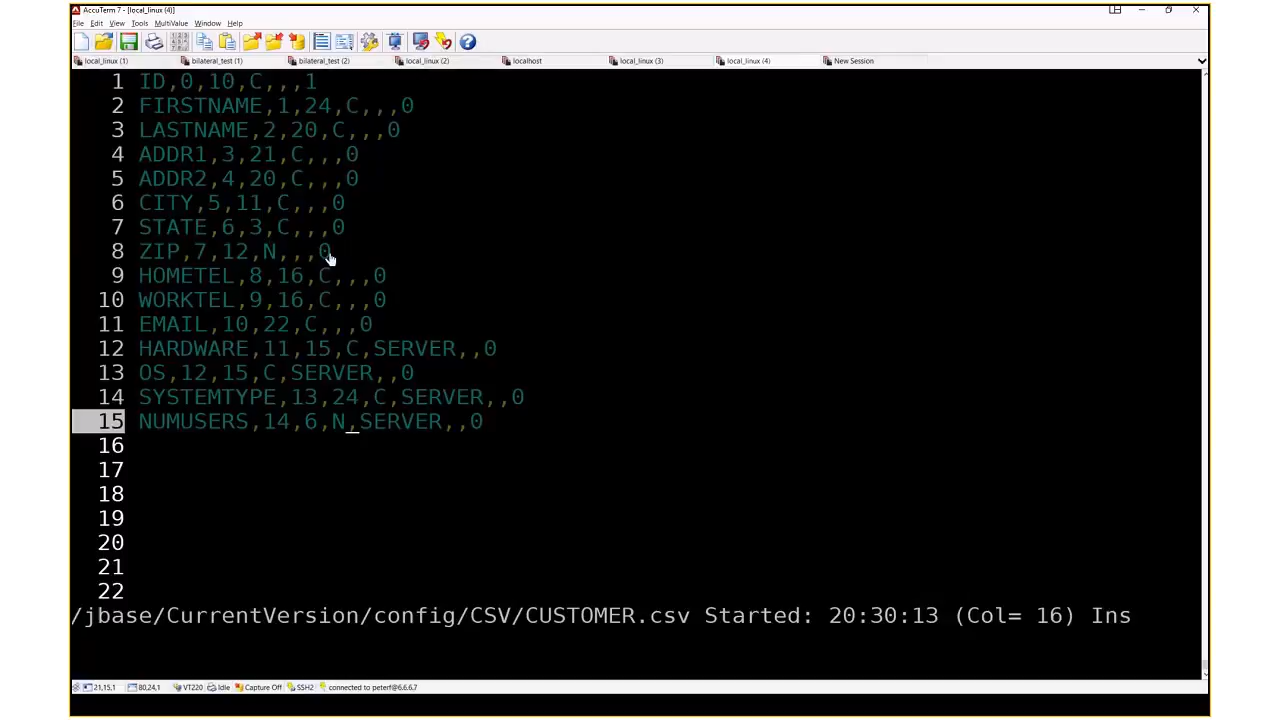 AccuTerm 7 - [local_linux (4)]
File Edit View Tools MultiValue Window Help
local_linux (1) bilateral_test (1) bilateral_test (2) local_linux (2) localhost local_linux (3) local_linux (4) New Session
1 ID,0,10,C,,,1
2 FIRSTNAME,1,24,C,,,0
3 LASTNAME,2,20,C,,,0
4 ADDR1,3,21,C,,,0
5 ADDR2,4,20,C,,,0
6 CITY,5,11,C,,,0
7 STATE,6,3,C,,,0
8 ZIP,7,12,N,,,0
9 HOMETEL,8,16,C,,,0
10 WORKTEL,9,16,C,,,0
11 EMAIL,10,22,C,,,0
12 HARDWARE,11,15,C,SERVER,,0
13 OS,12,15,C,SERVER,,0
14 SYSTEMTYPE,13,24,C,SERVER,,0
15 NUMUSERS,14,6,N,SERVER,,0
16
17
18
19
20
21
22
/jbase/CurrentVersion/config/CSV/CUSTOMER.csv Started: 20:30:13 (Col= 16) Ins
21,15,1 80,24,1 VT220 Idle Capture Off SSH2 connected to peterf@6.6.6.7